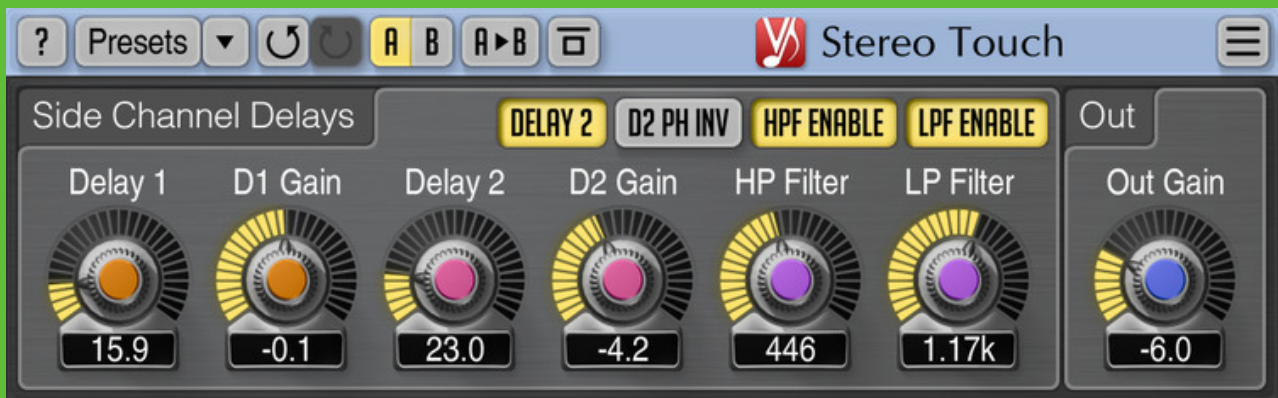 ? Presets A B A▶B Stereo Touch
Side Channel Delays DELAY 2 D2 PH INV HPF ENABLE LPF ENABLE Out
Delay 1 D1 Gain Delay 2 D2 Gain HP Filter LP Filter Out Gain
15.9 -0.1 23.0 -4.2 446 1.17k -6.0